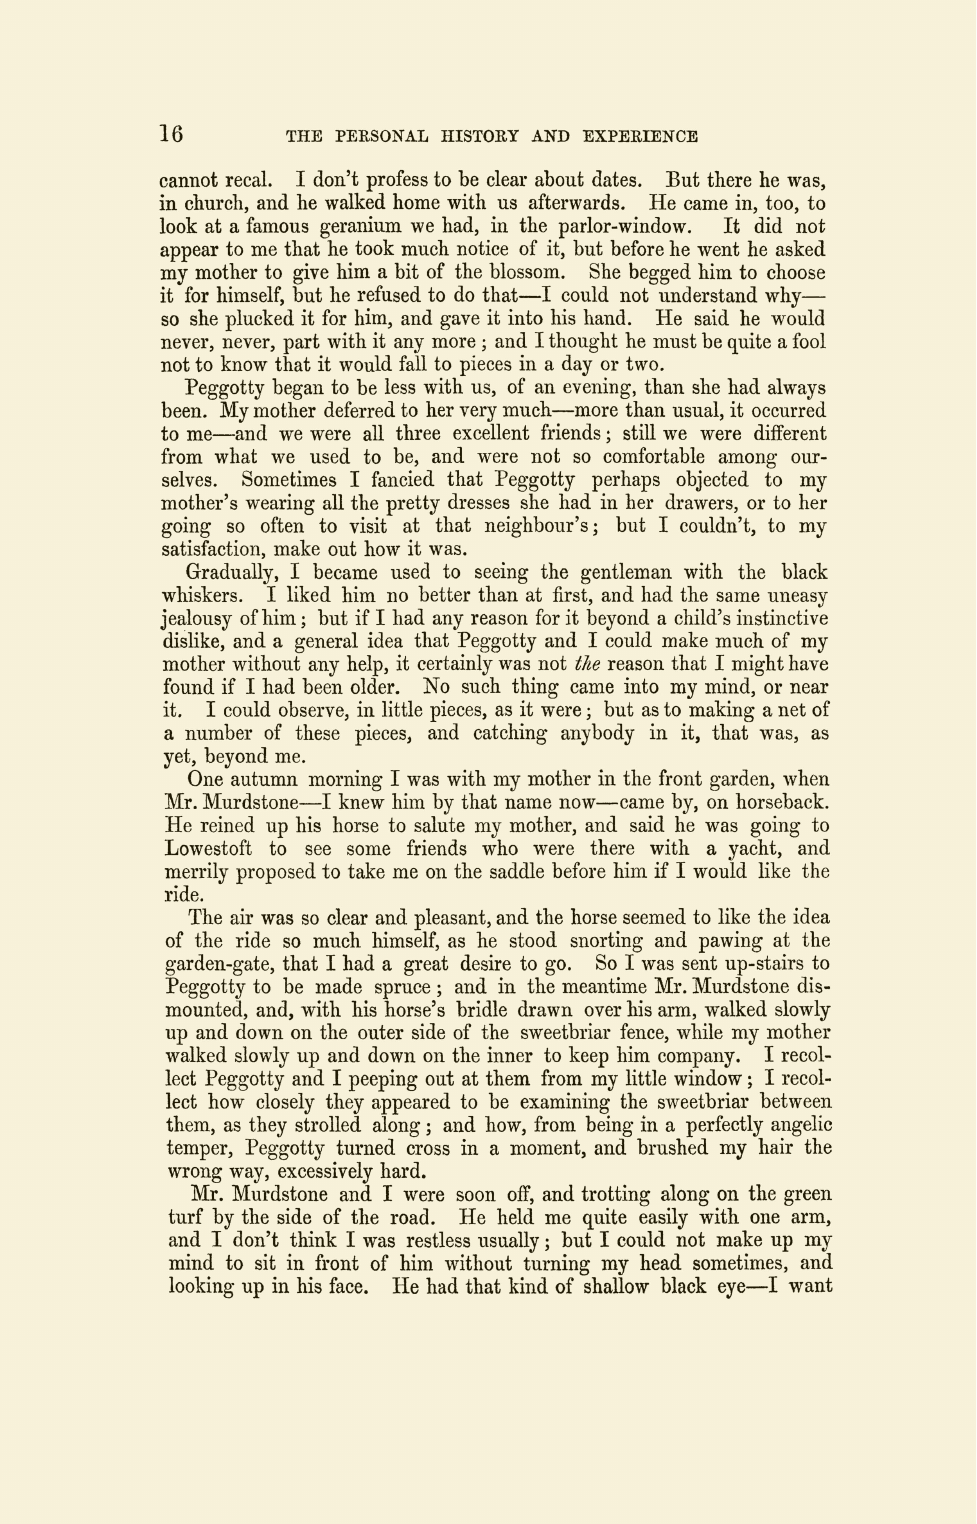 16 THE PERSONAL HISTORY AND EXPERIENCE
cannot recal. I don't profess to be clear about dates. But there he was,
in church, and he walked home with us afterwards. He came in, too, to
look at a famous geranium we had, in the parlor-window. It did not
appear to me that he took much notice of it, but before he went he asked
my mother to give him a bit of the blossom. She begged him to choose
it for himself, but he refused to do that—I could not understand why—
so she plucked it for him, and gave it into his hand. He said he would
never, never, part with it any more ; and I thought he must be quite a fool
not to know that it would fall to pieces in a day or two.
Peggotty began to be less with us, of an evening, than she had always
been. My mother deferred to her very much—more than usual, it occurred
to me—and we were all three excellent friends ; still we were different
from what we used to be, and were not so comfortable among our-
selves. Sometimes I fancied that Peggotty perhaps objected to my
mother's wearing all the pretty dresses she had in her drawers, or to her
going so often to visit at that neighbour's ; but I couldn't, to my
satisfaction, make out how it was.
Gradually, I became used to seeing the gentleman with the black
whiskers. I liked him no better than at first, and had the same uneasy
jealousy of him ; but if I had any reason for it beyond a child's instinctive
dislike, and a general idea that Peggotty and I could make much of my
mother without any help, it certainly was not the reason that I might have
found if I had been older. No such thing came into my mind, or near
it. I could observe, in little pieces, as it were ; but as to making a net of
a number of these pieces, and catching anybody in it, that was, as
yet, beyond me.
One autumn morning I was with my mother in the front garden, when
Mr. Murdstone—I knew him by that name now—came by, on horseback.
He reined up his horse to salute my mother, and said he was going to
Lowestoft to see some friends who were there with a yacht, and
merrily proposed to take me on the saddle before him if I would like the
ride.
The air was so clear and pleasant, and the horse seemed to like the idea
of the ride so much himself, as he stood snorting and pawing at the
garden-gate, that I had a great desire to go. So I was sent up-stairs to
Peggotty to be made spruce ; and in the meantime Mr. Murdstone dis-
mounted, and, with his horse's bridle drawn over his arm, walked slowly
up and down on the outer side of the sweetbriar fence, while my mother
walked slowly up and down on the inner to keep him company. I recol-
lect Peggotty and I peeping out at them from my little window ; I recol-
lect how closely they appeared to be examining the sweetbriar between
them, as they strolled along ; and how, from being in a perfectly angelic
temper, Peggotty turned cross in a moment, and brushed my hair the
wrong way, excessively hard.
Mr. Murdstone and I were soon off, and trotting along on the green
turf by the side of the road. He held me quite easily with one arm,
and I don't think I was restless usually ; but I could not make up my
mind to sit in front of him without turning my head sometimes, and
looking up in his face. He had that kind of shallow black eye—I want